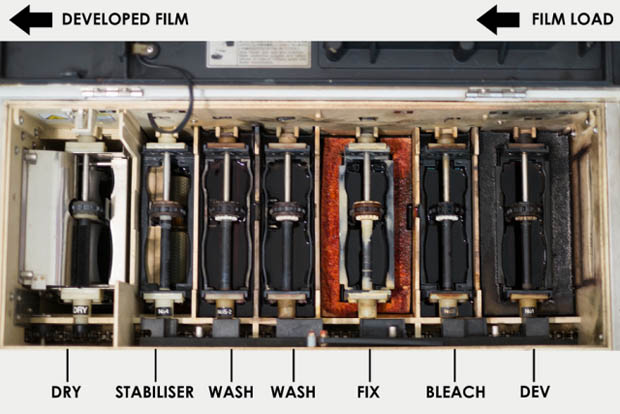 DEVELOPED FILM
FILM LOAD
DRY
DRY
STABILISER
WASH
WASH
FIX
BLEACH
DEV